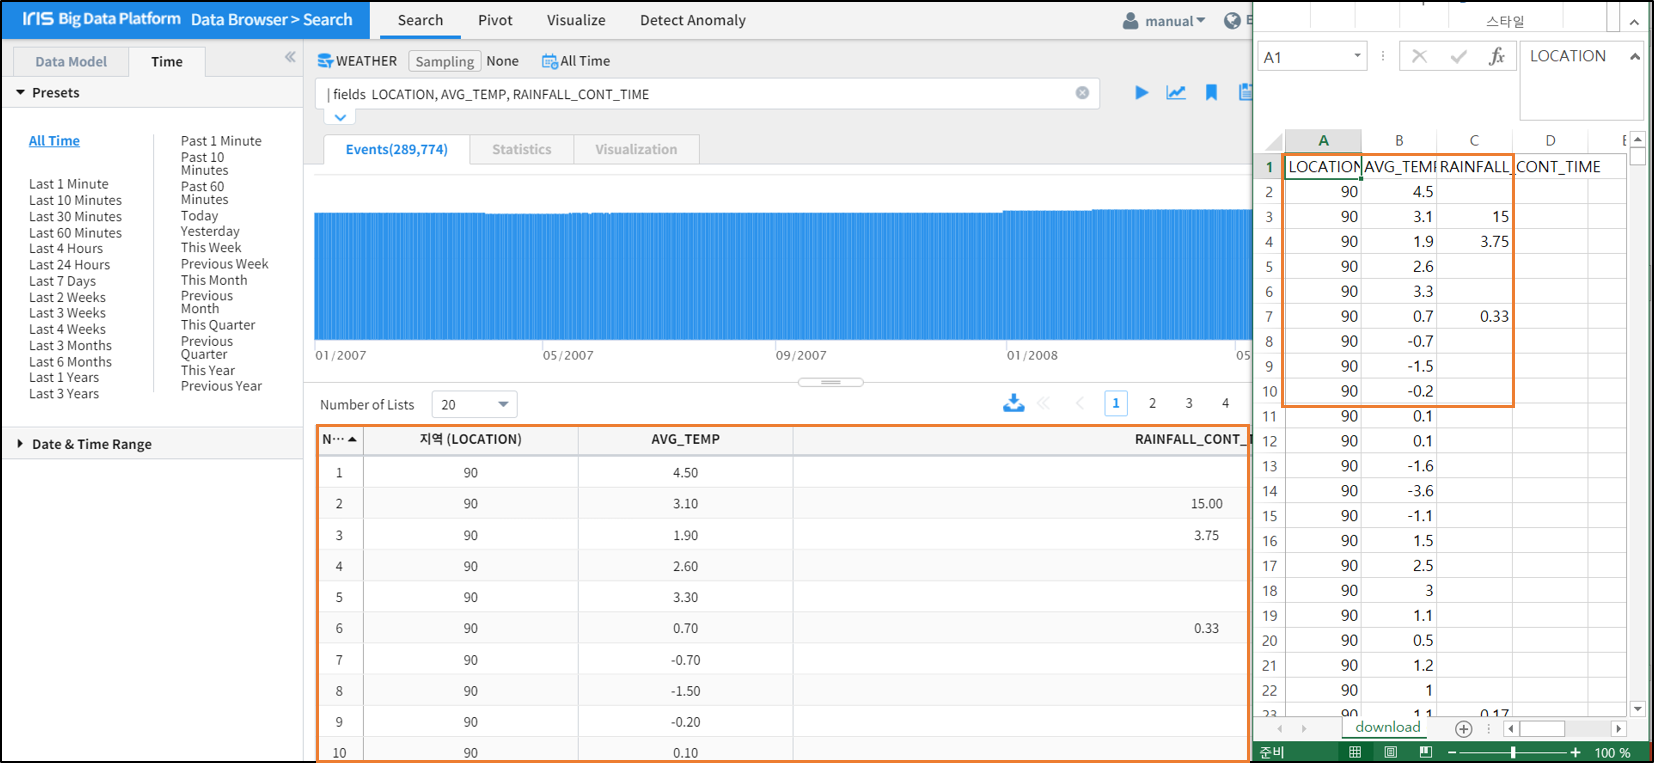 IRIS Big Data Platform Data Browser > Search
Search Pivot Visualize Detect Anomaly
manual
Data Model Time
Presets
All Time
Last 1 Minute
Last 10 Minutes
Last 30 Minutes
Last 60 Minutes
Last 4 Hours
Last 24 Hours
Last 7 Days
Last 2 Weeks
Last 3 Weeks
Last 4 Weeks
Last 3 Months
Last 6 Months
Last 1 Years
Last 3 Years
Past 1 Minute
Past 10
Minutes
Past 60
Minutes
Today
Yesterday
This Week
Previous Week
This Month
Previous
Month
This Quarter
Previous
Quarter
This Year
Previous Year
Date & Time Range
WEATHER Sampling None All Time
| fields LOCATION, AVG_TEMP, RAINFALL_CONT_TIME
Events(289,774) Statistics Visualization
01/2007 05/2007 09/2007 01/2008 05
Number of Lists 20 1 2 3 4
N··· 지역 (LOCATION) AVG_TEMP RAINFALL_CONT_
1 90 4.50
2 90 3.10 15.00
3 90 1.90 3.75
4 90 2.60
5 90 3.30
6 90 0.70 0.33
7 90 -0.70
8 90 -1.50
9 90 -0.20
10 90 0.10
스타일
A1 fx LOCATION
A B C D
1 LOCATION AVG_TEMP RAINFALL_CONT_TIME
2 90 4.5
3 90 3.1 15
4 90 1.9 3.75
5 90 2.6
6 90 3.3
7 90 0.7 0.33
8 90 -0.7
9 90 -1.5
10 90 -0.2
11 90 0.1
12 90 0.1
13 90 -1.6
14 90 -3.6
15 90 -1.1
16 90 1.5
17 90 2.5
18 90 3
19 90 1.1
20 90 0.5
21 90 1.2
22 90 1
23 90 1.1 0.17
download
준비 100 %